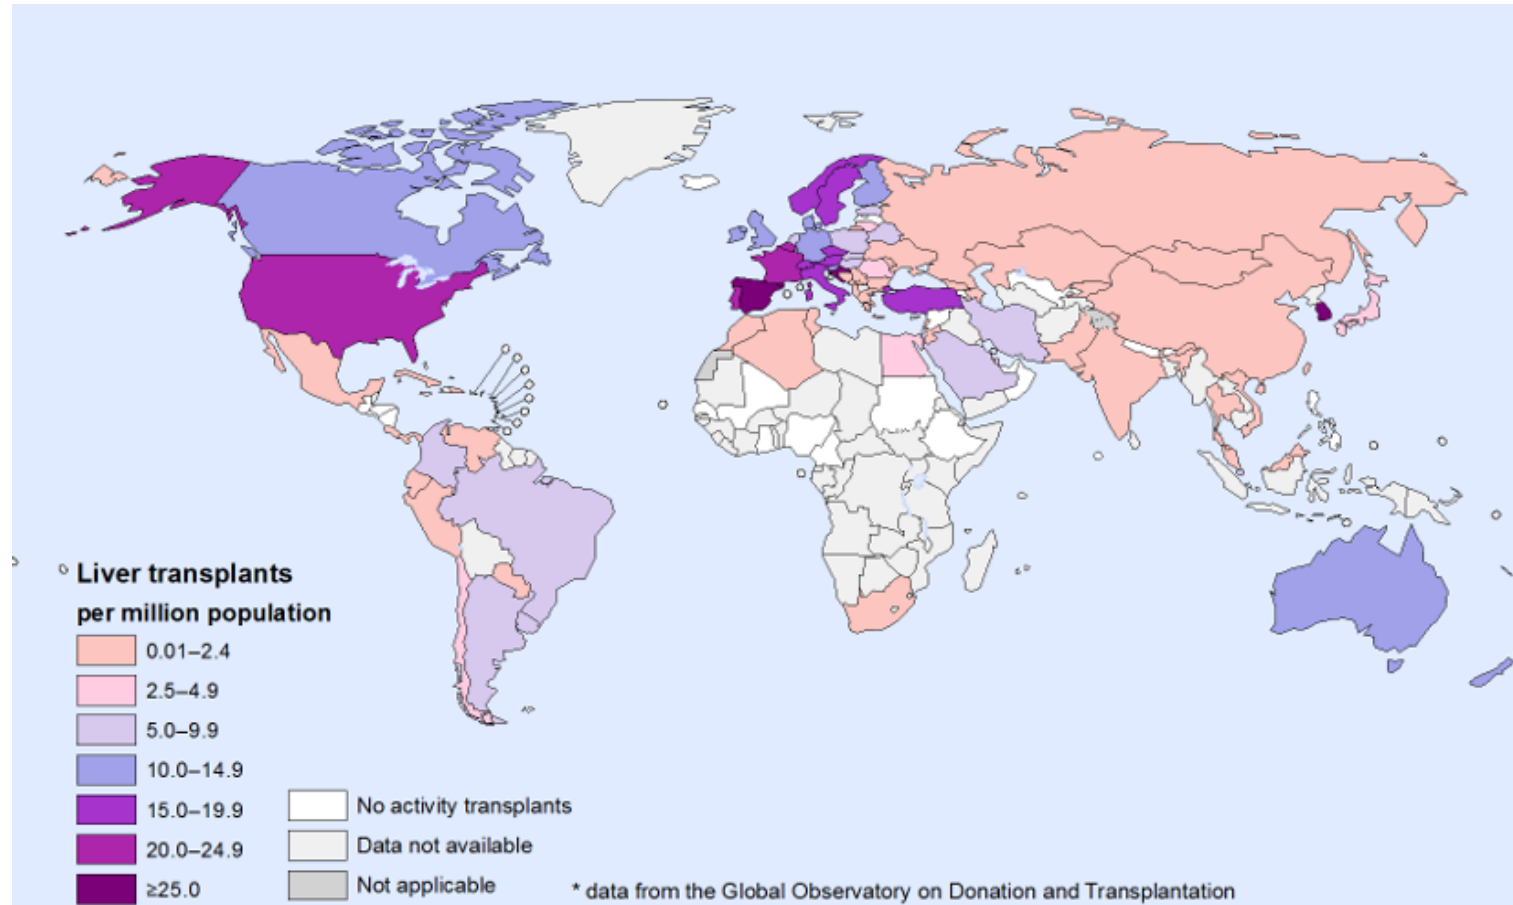 Liver transplants
per million population
0.01–2.4
2.5–4.9
5.0–9.9
10.0–14.9
15.0–19.9
20.0–24.9
≥25.0
No activity transplants
Data not available
Not applicable
* data from the Global Observatory on Donation and Transplantation